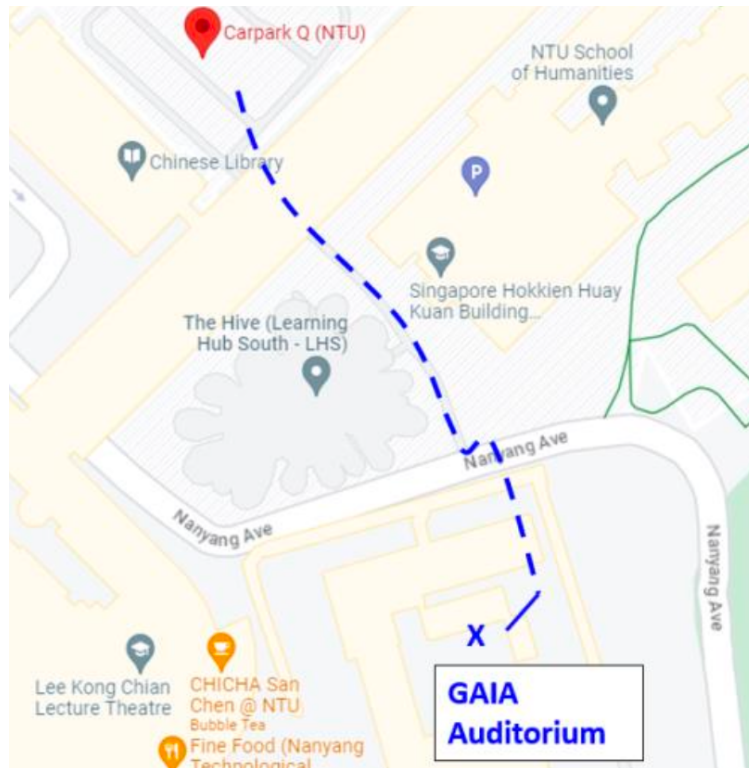 Carpark Q (NTU)
NTU School
of Humanities
Chinese Library
P
Singapore Hokkien Huay
Kuan Building...
The Hive (Learning
Hub South - LHS)
Nanyang Ave
Nanyang Ave
Nanyang Ave
X
GAIA
Auditorium
Lee Kong Chian
Lecture Theatre
CHICHA San
Chen @ NTU
Bubble Tea
Fine Food (Nanyang
Technological